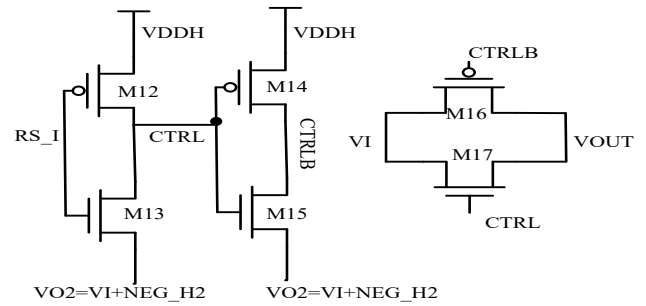 VDDH
VDDH
M12
M14
RS_I
CTRL
CTRLB
M13
M15
VO2=VI+NEG_H2
VO2=VI+NEG_H2
CTRLB
M16
VI
VOUT
M17
CTRL